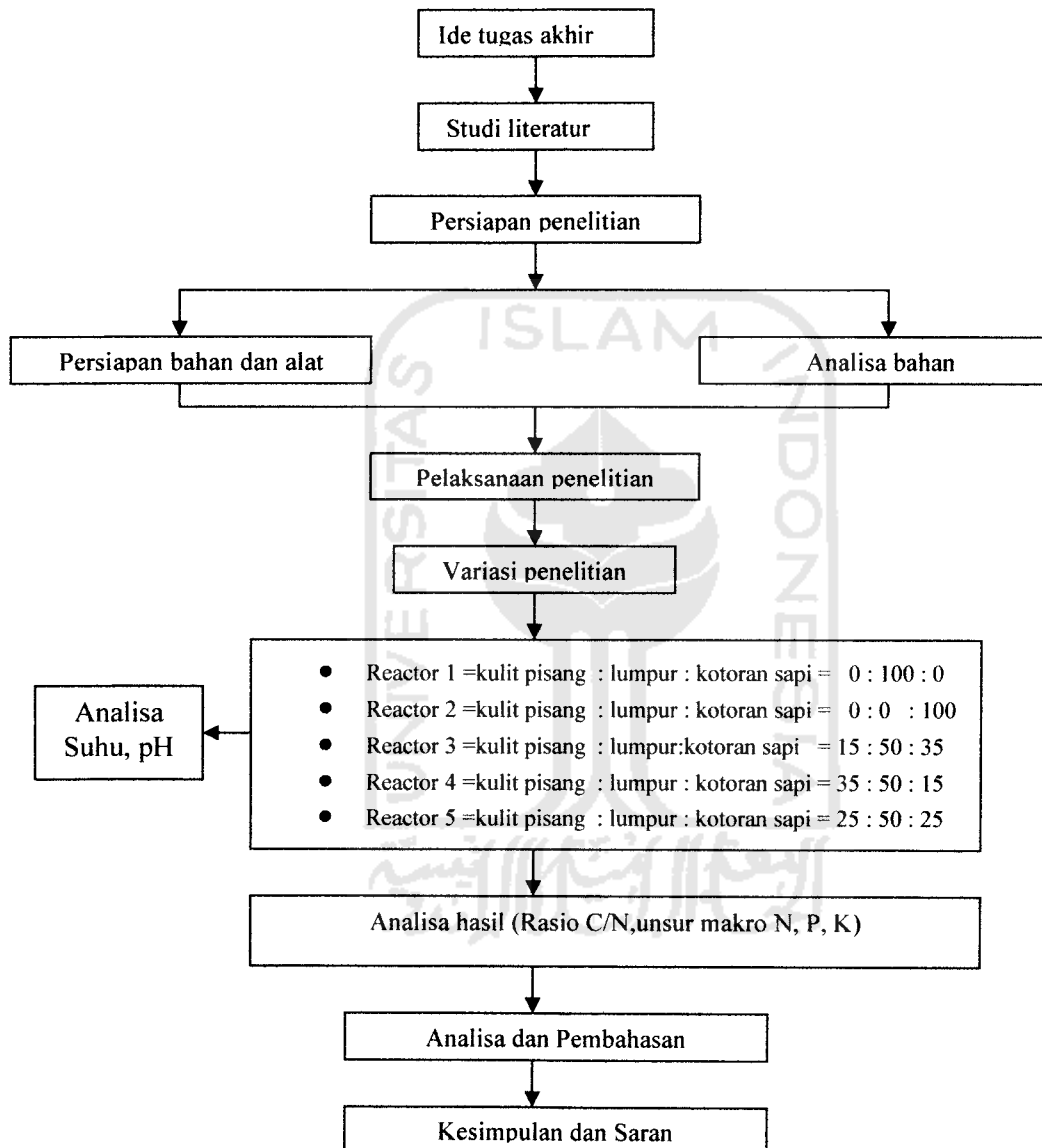 Ide tugas akhir
Studi literatur
Persiapan penelitian
Persiapan bahan dan alat
Analisa bahan
Pelaksanaan penelitian
Variasi penelitian
● Reactor 1 =kulit pisang : lumpur : kotoran sapi = 0 : 100 : 0
● Reactor 2 =kulit pisang : lumpur : kotoran sapi = 0 : 0 : 100
● Reactor 3 =kulit pisang : lumpur:kotoran sapi = 15 : 50 : 35
● Reactor 4 =kulit pisang : lumpur : kotoran sapi = 35 : 50 : 15
● Reactor 5 =kulit pisang : lumpur : kotoran sapi = 25 : 50 : 25
Analisa
Suhu, pH
Analisa hasil (Rasio C/N,unsur makro N, P, K)
Analisa dan Pembahasan
Kesimpulan dan Saran
UNIVERSITAS
ISLAM
INDONESIA